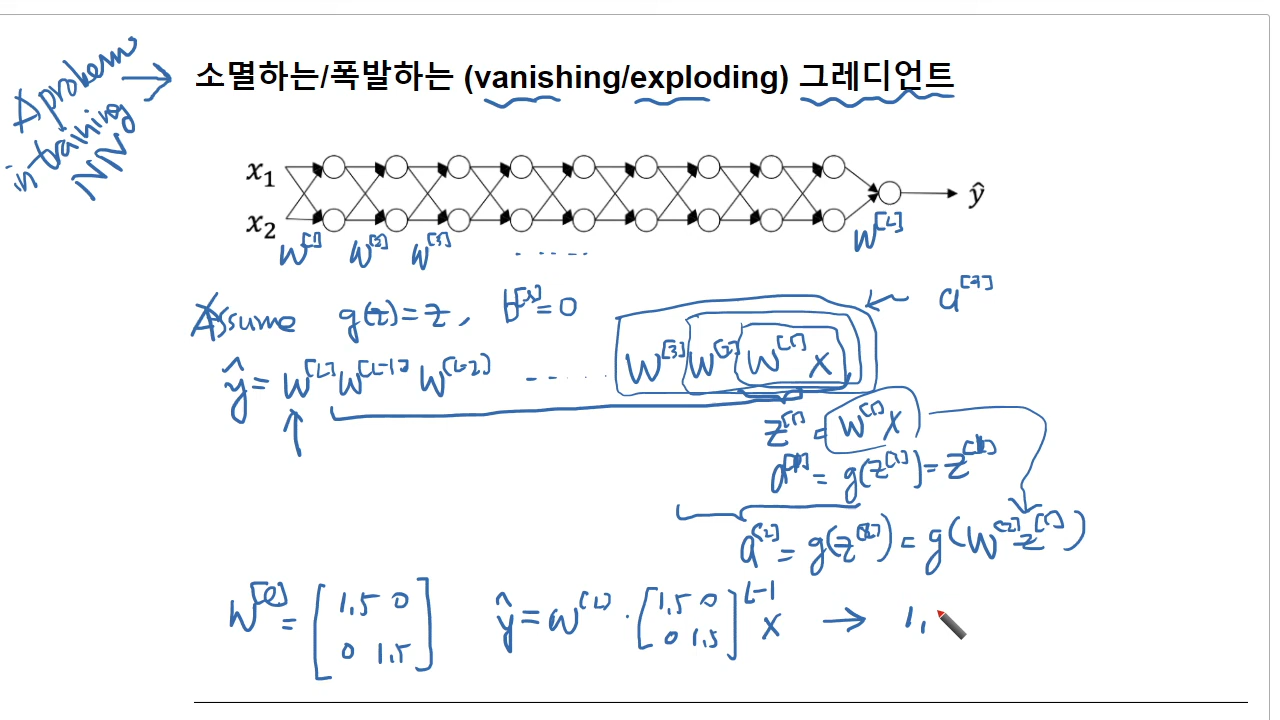 A problem
in training
NN
소멸하는/폭발하는 (vanishing/exploding) 그레디언트
x₁
x₂
ŷ
W^[1] W^[2] W^[3] ...... W^[L]
Assume g(z)=z, b^[l]=0
a^[3]
ŷ = W^[L] W^[L-1] W^[L-2] ...... W^[3] W^[2] W^[1] X
z^[1] = W^[1] X
a^[1] = g(z^[1]) = z^[1]
a^[2] = g(z^[2]) = g(W^[2] z^[1])
W^[l] = [1.5 0
0 1.5]
ŷ = W^[L] · [1.5 0
0 1.5]^L-1 X → 1.